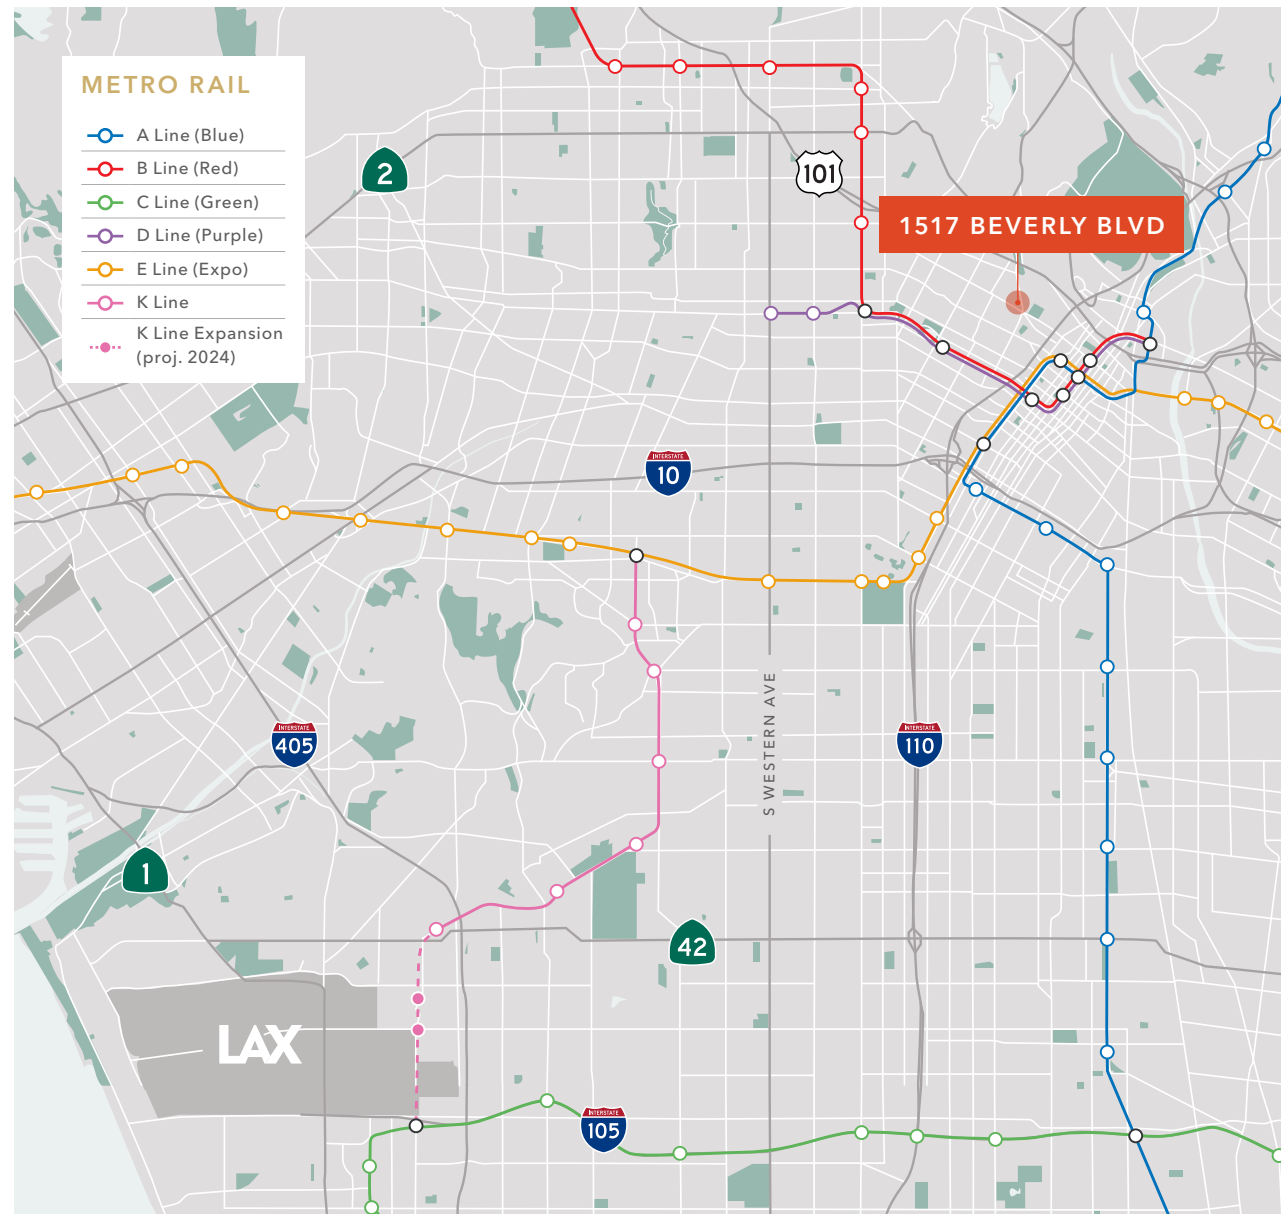 METRO RAIL
A Line (Blue)
B Line (Red)
C Line (Green)
D Line (Purple)
E Line (Expo)
K Line
K Line Expansion
(proj. 2024)
2
101
1517 BEVERLY BLVD
INTERSTATE
10
S WESTERN AVE
INTERSTATE
405
INTERSTATE
110
1
42
LAX
INTERSTATE
105